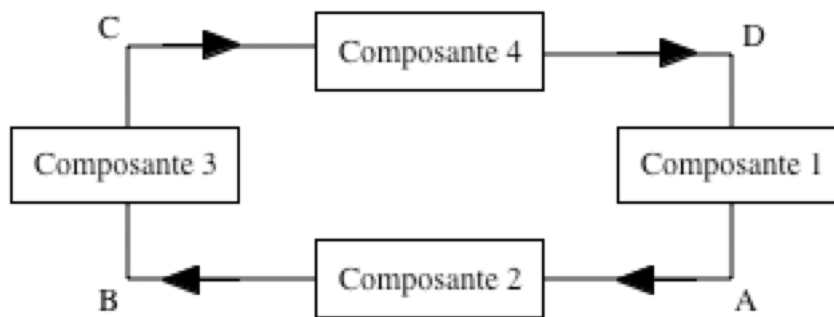 C
D
Composante 4
Composante 3
Composante 1
Composante 2
B
A